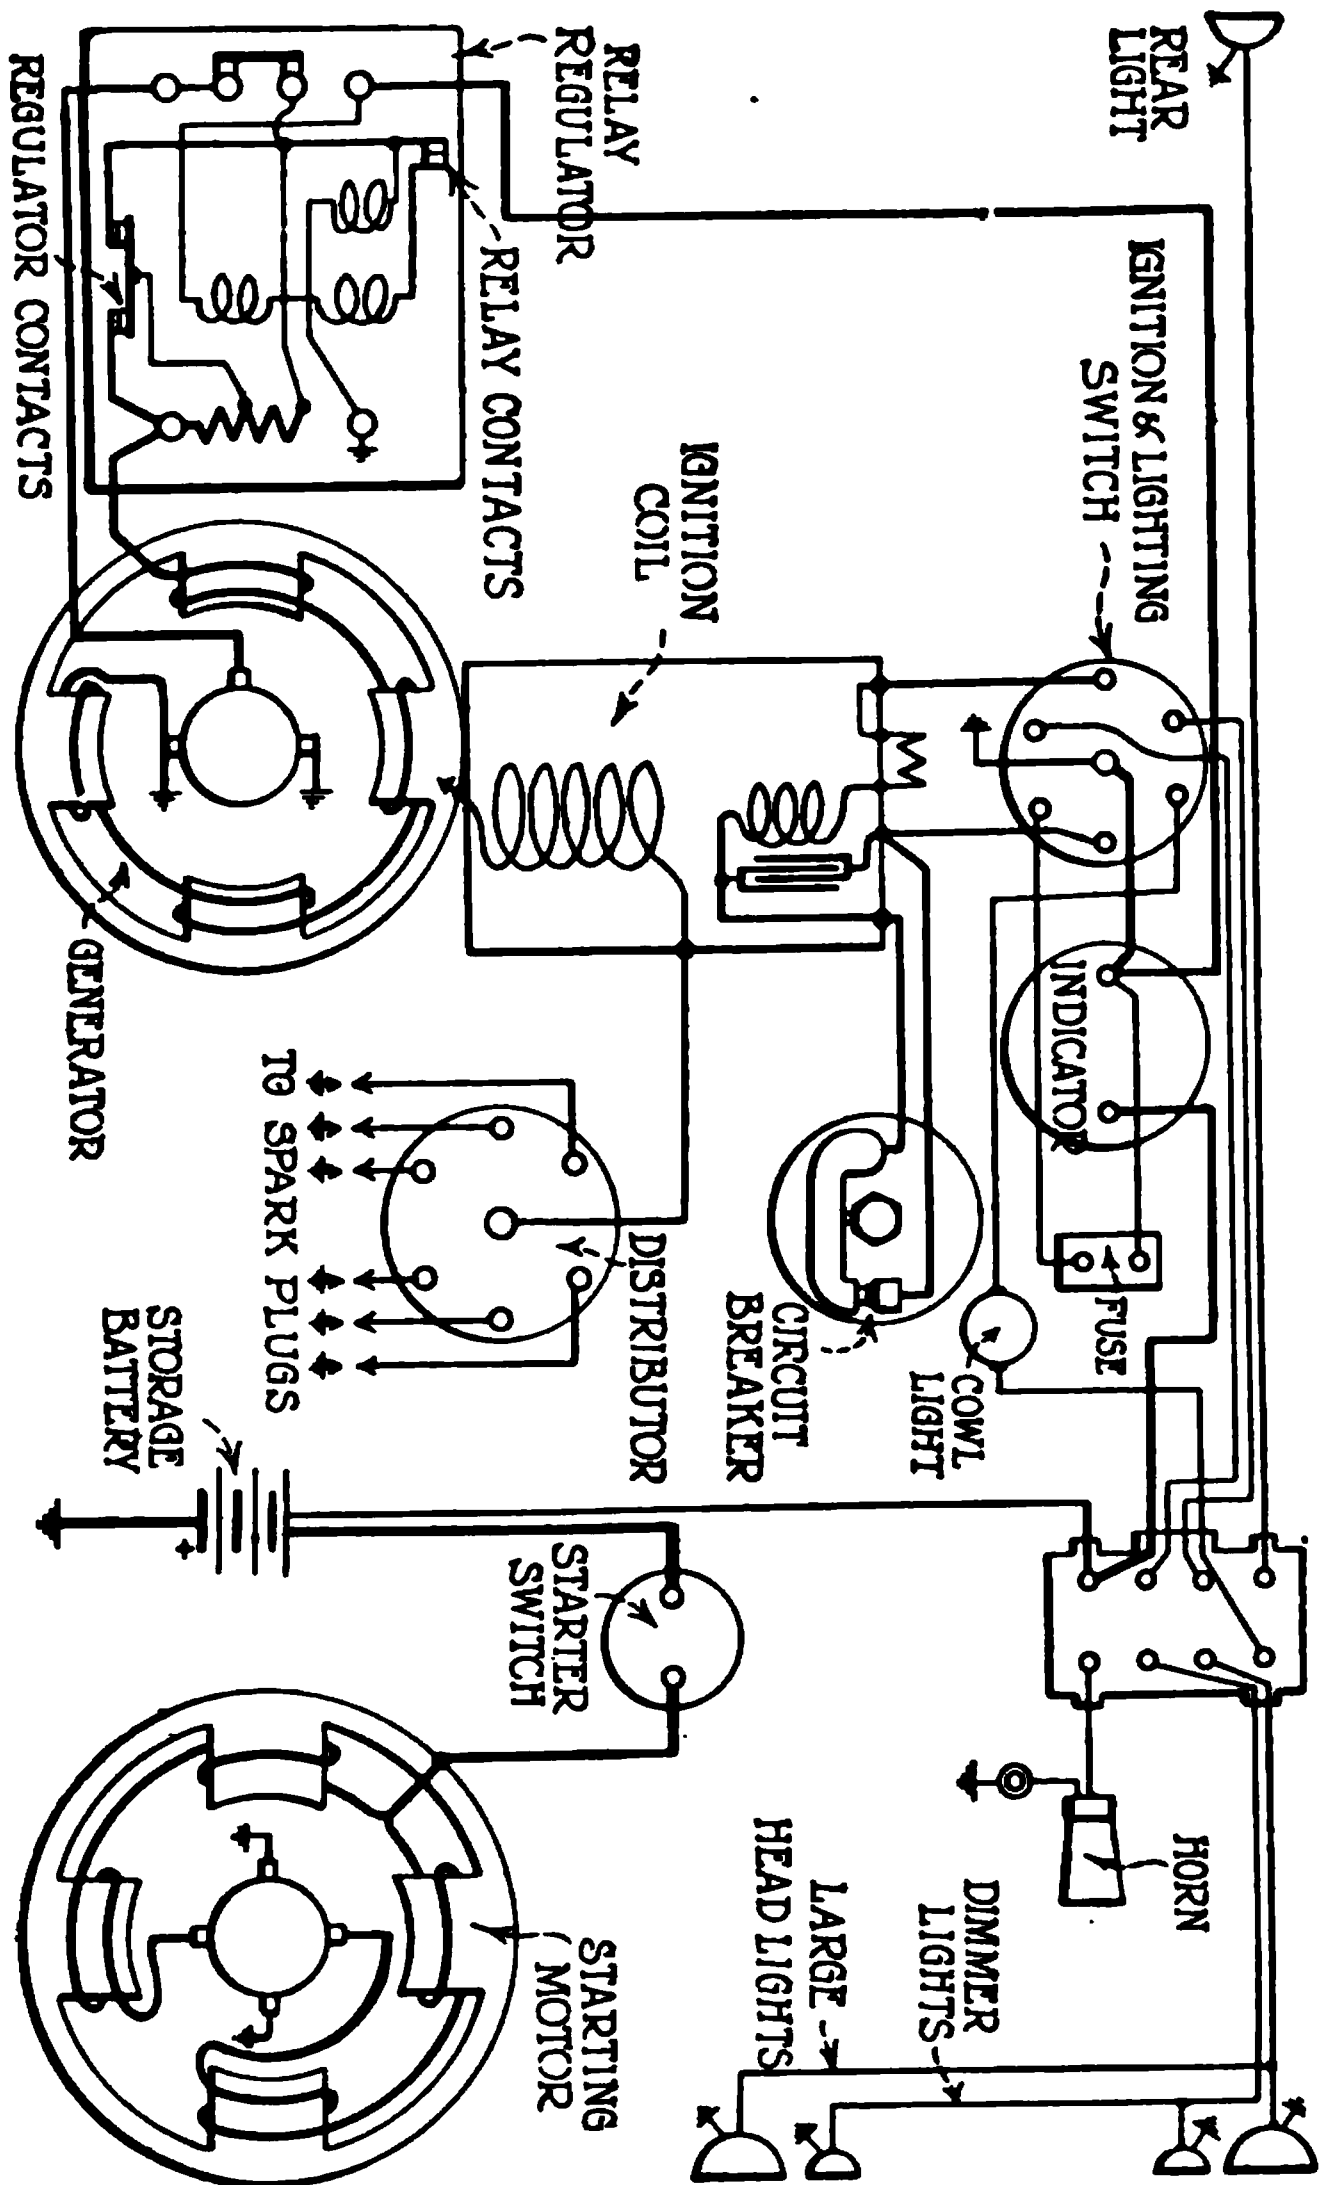 REAR
LIGHT
IGNITION & LIGHTING
SWITCH
INDICATOR
FUSE
COWL
LIGHT
HORN
DIMMER
LIGHTS
LARGE
HEAD LIGHTS
CIRCUIT
BREAKER
IGNITION
COIL
DISTRIBUTOR
TO SPARK PLUGS
STARTER
SWITCH
STARTING
MOTOR
RELAY
REGULATOR
RELAY CONTACTS
REGULATOR CONTACTS
GENERATOR
STORAGE
BATTERY
+